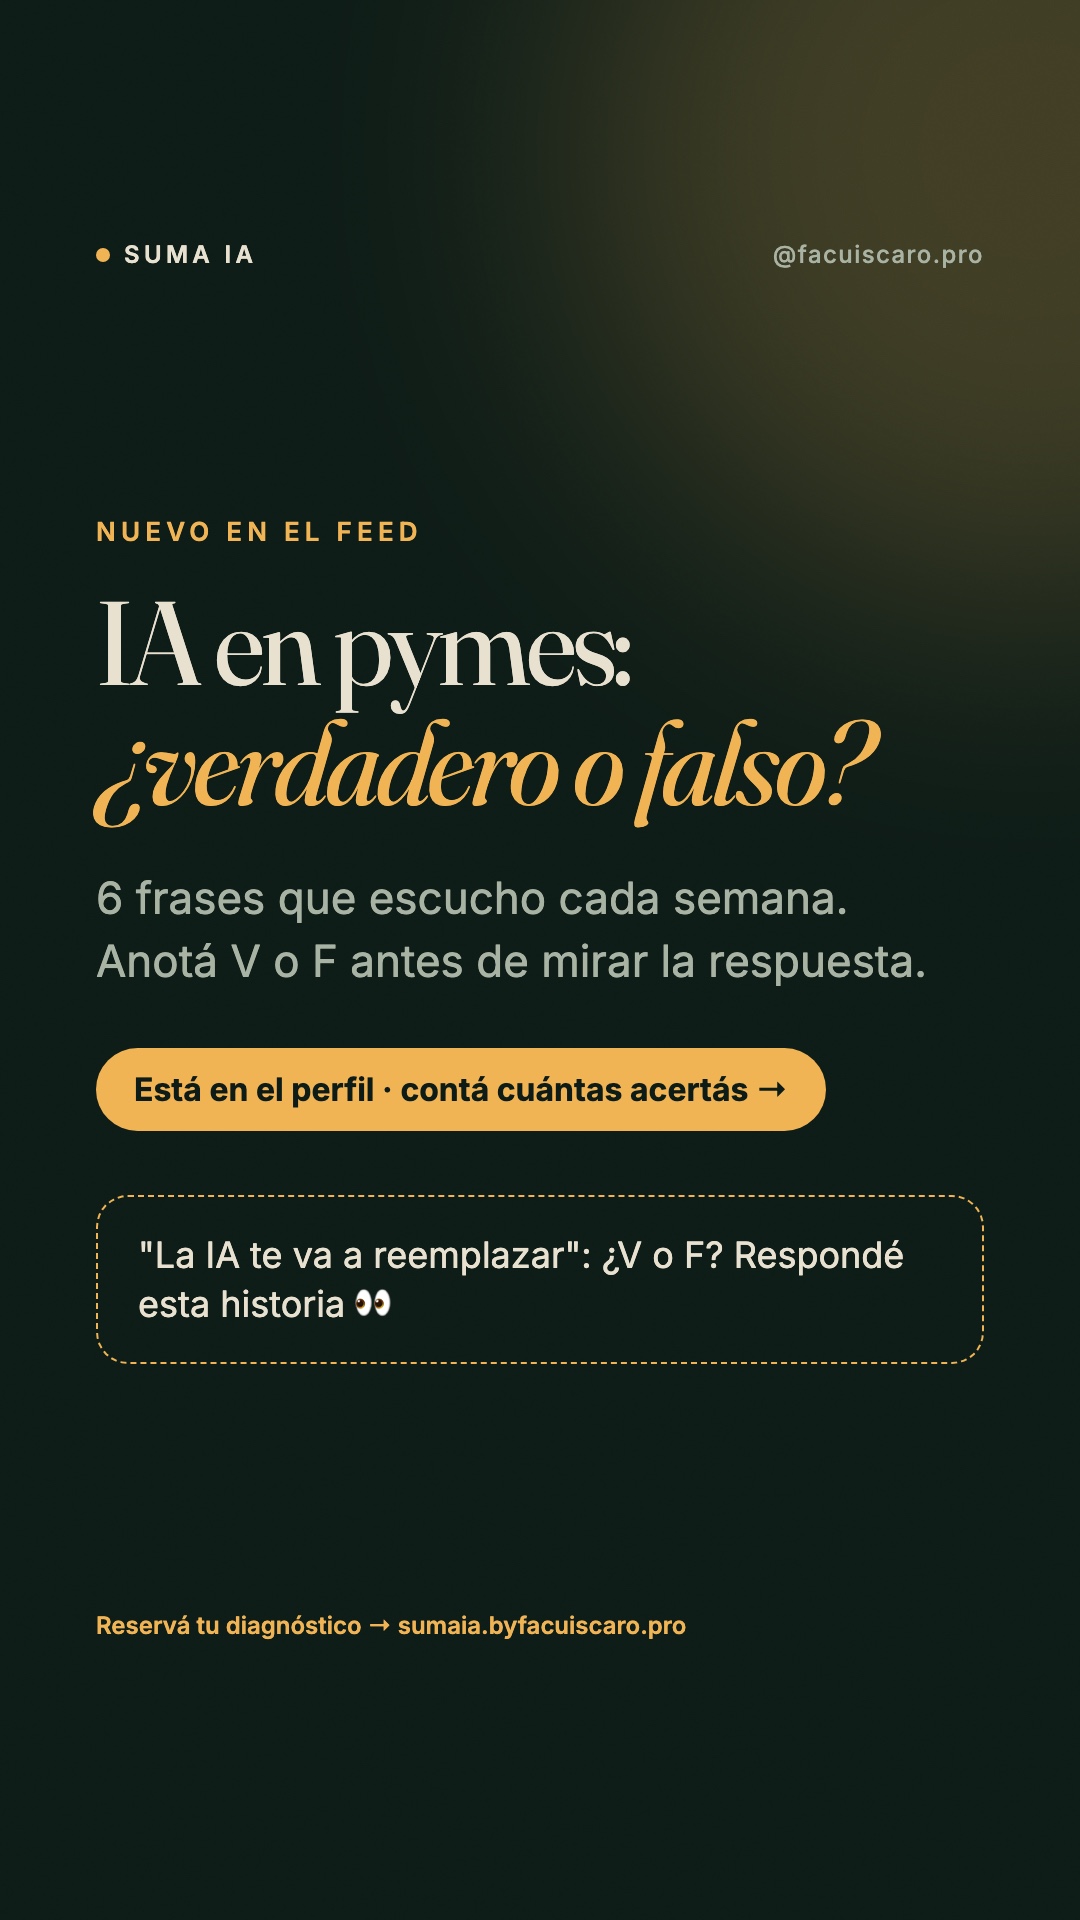 SUMA IA
@facuiscaro.pro
NUEVO EN EL FEED
IA en pymes:
¿verdadero o falso?
6 frases que escucho cada semana.
Anotá V o F antes de mirar la respuesta.
Está en el perfil · contá cuántas acertás →
"La IA te va a reemplazar": ¿V o F? Respondé
esta historia 👀
Reservá tu diagnóstico → sumaia.byfacuiscaro.pro